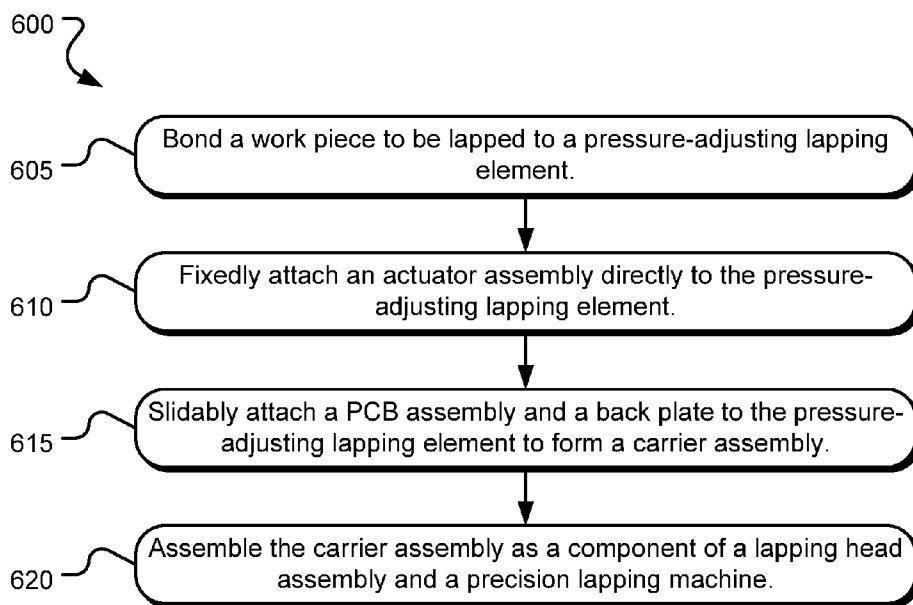 600
605
Bond a work piece to be lapped to a pressure-adjusting lapping
element.
610
Fixedly attach an actuator assembly directly to the pressure-
adjusting lapping element.
615
Slidably attach a PCB assembly and a back plate to the pressure-
adjusting lapping element to form a carrier assembly.
620
Assemble the carrier assembly as a component of a lapping head
assembly and a precision lapping machine.